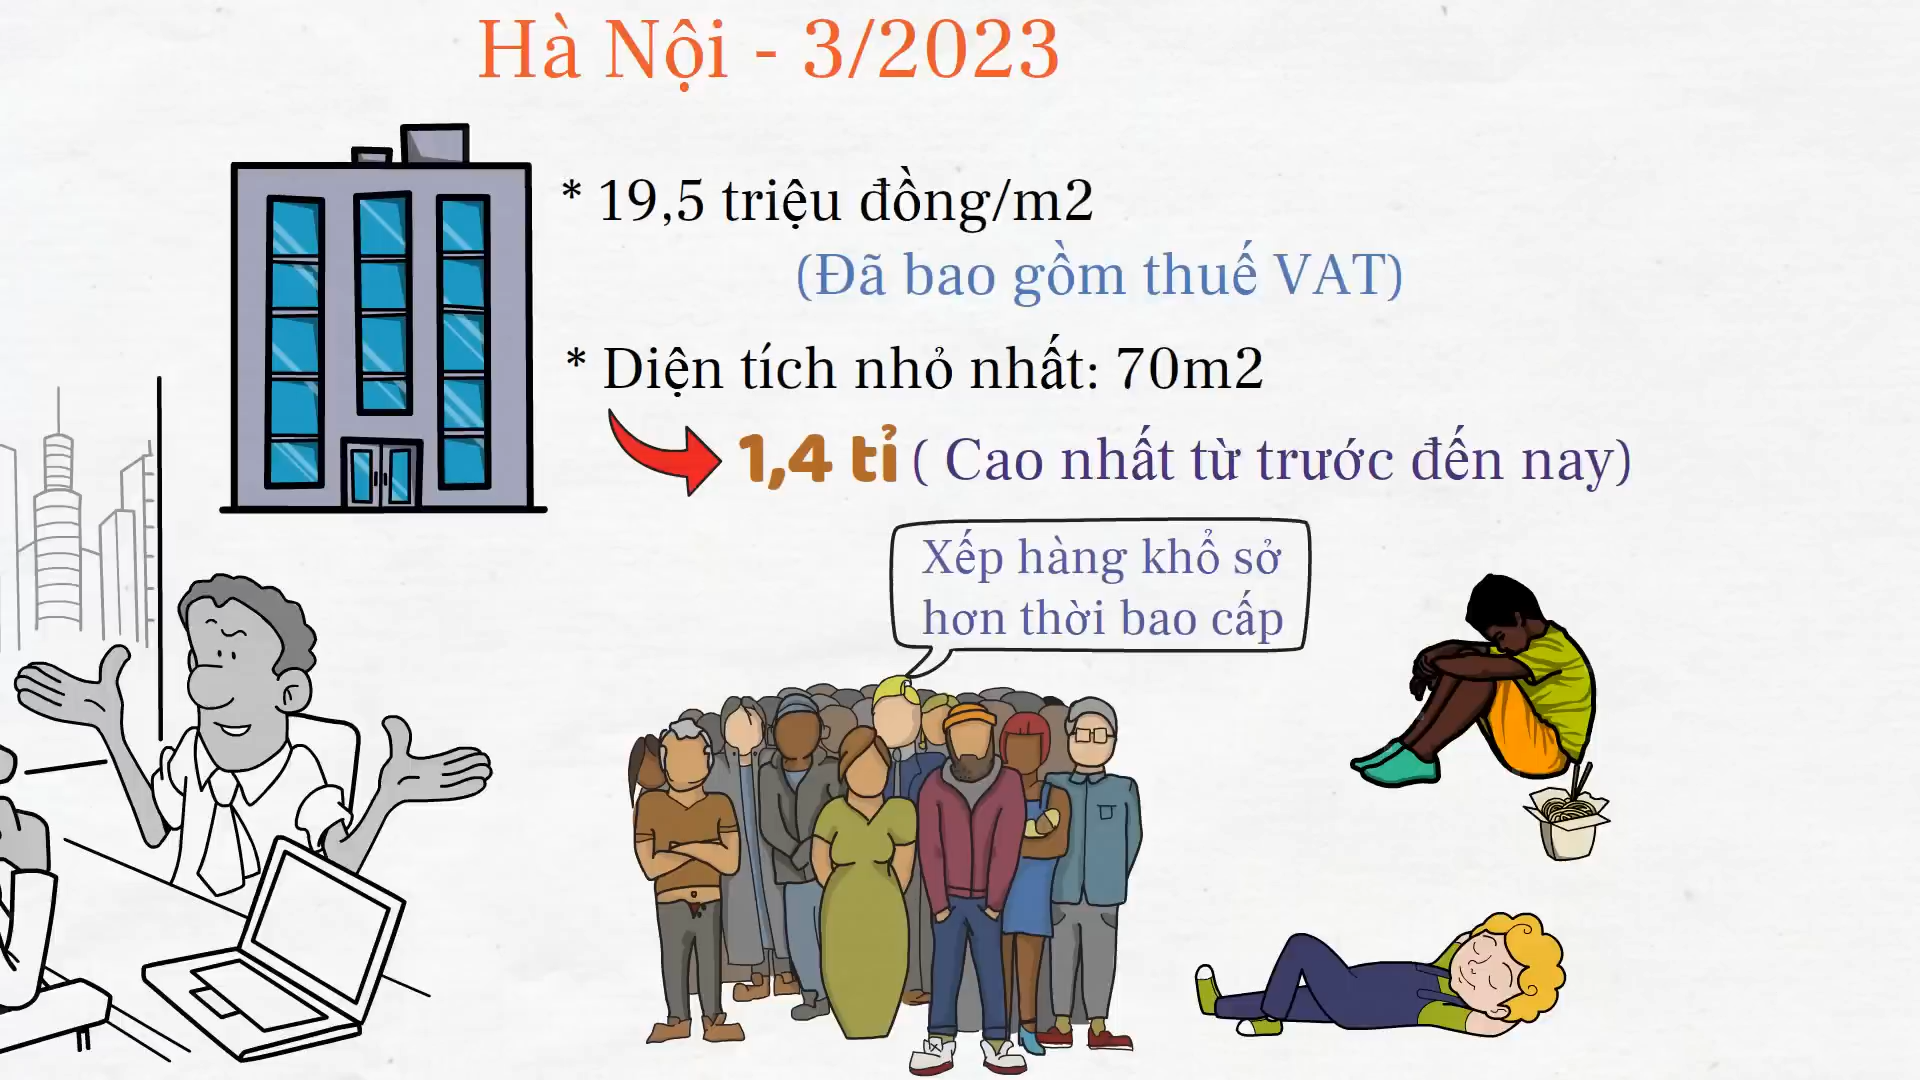 Hà Nội - 3/2023
* 19,5 triệu đồng/m2
(Đã bao gồm thuế VAT)
* Diện tích nhỏ nhất: 70m2
1,4 tỉ ( Cao nhất từ trước đến nay)
Xếp hàng khổ sở
hơn thời bao cấp